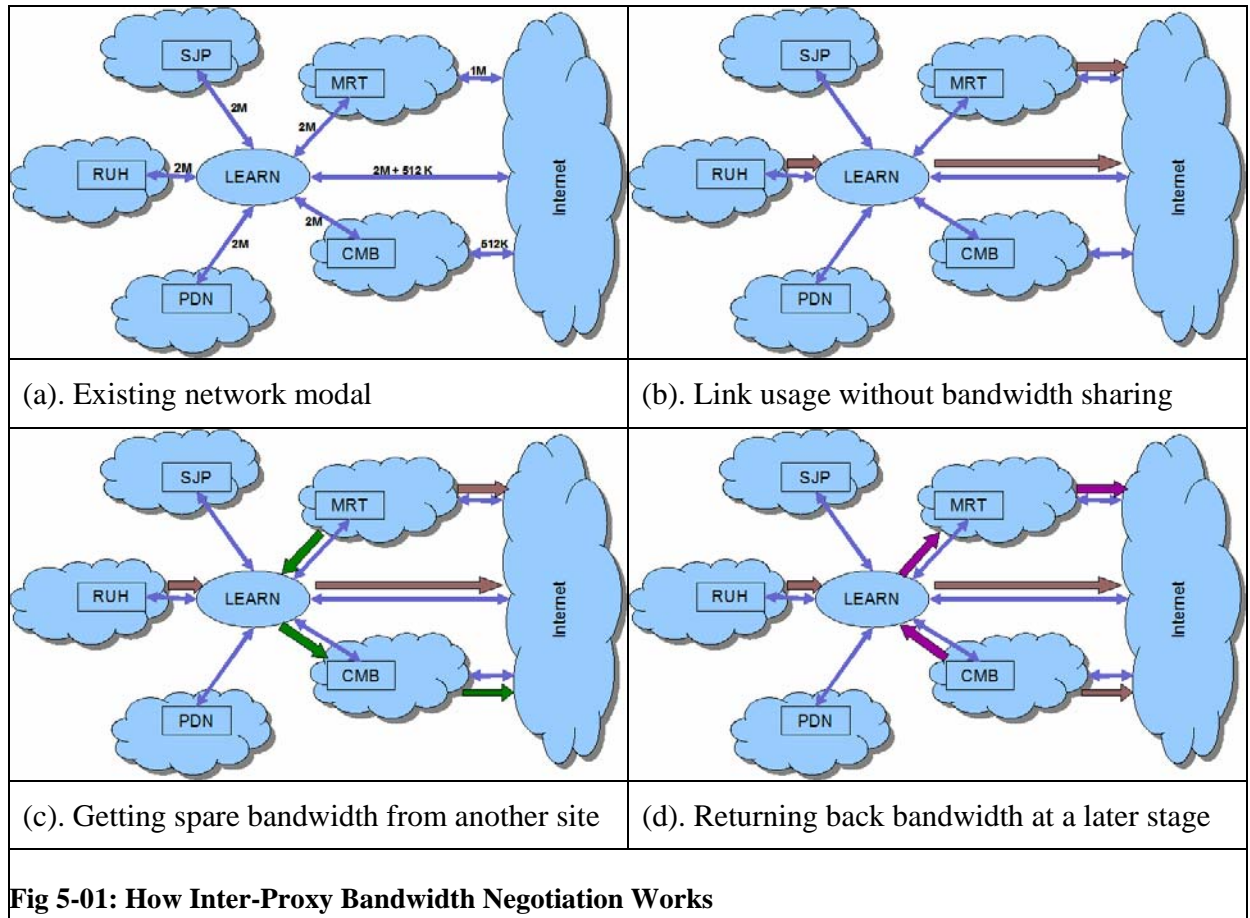 SJP
MRT
1M
2M
2M
RUH
2M
LEARN
2M + 512 K
Internet
2M
2M
CMB
512K
PDN
(a). Existing network modal
SJP
MRT
RUH
LEARN
Internet
CMB
PDN
(b). Link usage without bandwidth sharing
SJP
MRT
RUH
LEARN
Internet
CMB
PDN
(c). Getting spare bandwidth from another site
SJP
MRT
RUH
LEARN
Internet
CMB
PDN
(d). Returning back bandwidth at a later stage
Fig 5-01: How Inter-Proxy Bandwidth Negotiation Works